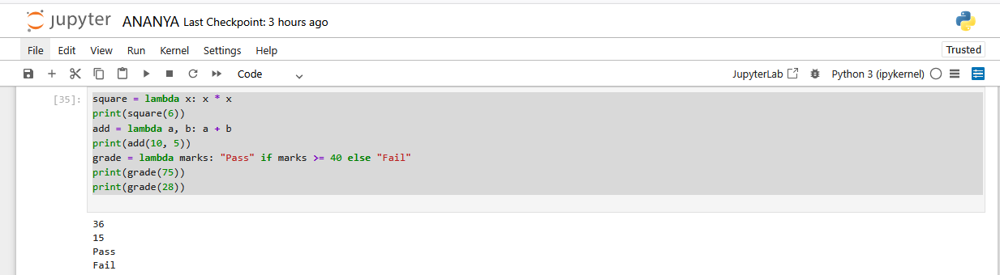 jupyter ANANYA Last Checkpoint: 3 hours ago
File Edit View Run Kernel Settings Help Trusted
Code JupyterLab Python 3 (ipykernel)
[35]: square = lambda x: x * x
print(square(6))
add = lambda a, b: a + b
print(add(10, 5))
grade = lambda marks: "Pass" if marks >= 40 else "Fail"
print(grade(75))
print(grade(28))
36
15
Pass
Fail